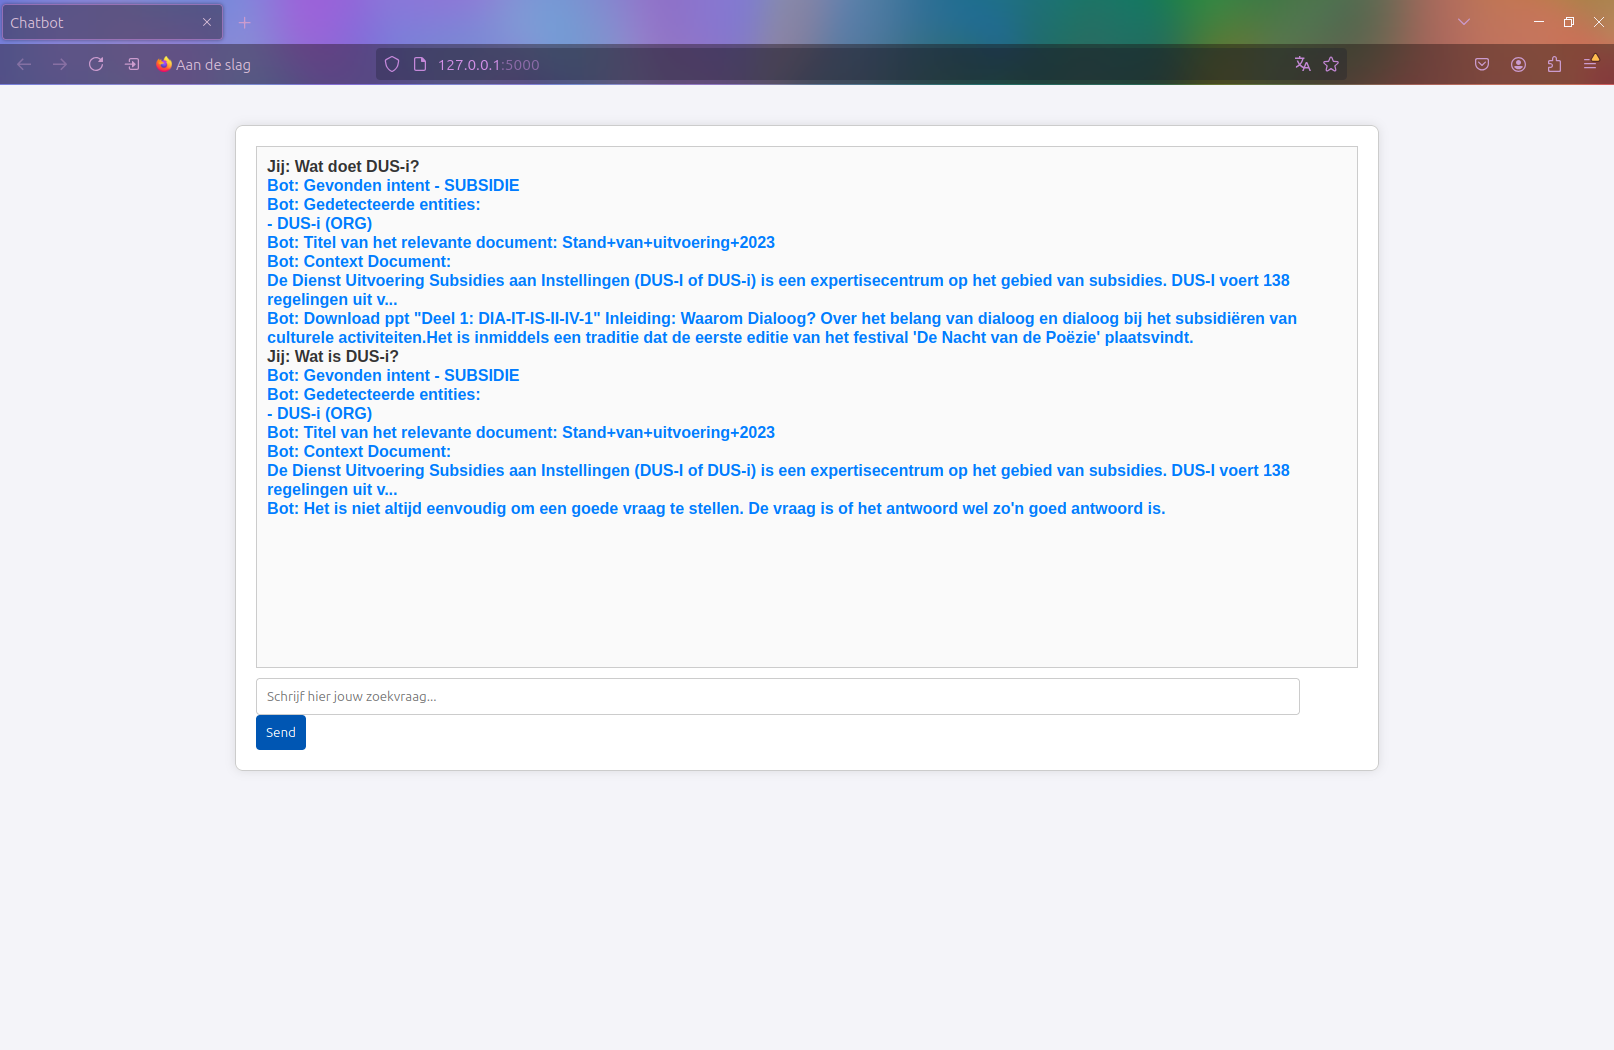 Chatbot
Aan de slag
127.0.0.1:5000
Jij: Wat doet DUS-i?
Bot: Gevonden intent - SUBSIDIE
Bot: Gedetecteerde entities:
- DUS-i (ORG)
Bot: Titel van het relevante document: Stand+van+uitvoering+2023
Bot: Context Document:
De Dienst Uitvoering Subsidies aan Instellingen (DUS-I of DUS-i) is een expertisecentrum op het gebied van subsidies. DUS-I voert 138
regelingen uit v...
Bot: Download ppt "Deel 1: DIA-IT-IS-II-IV-1" Inleiding: Waarom Dialoog? Over het belang van dialoog en dialoog bij het subsidiëren van
culturele activiteiten.Het is inmiddels een traditie dat de eerste editie van het festival 'De Nacht van de Poëzie' plaatsvindt.
Jij: Wat is DUS-i?
Bot: Gevonden intent - SUBSIDIE
Bot: Gedetecteerde entities:
- DUS-i (ORG)
Bot: Titel van het relevante document: Stand+van+uitvoering+2023
Bot: Context Document:
De Dienst Uitvoering Subsidies aan Instellingen (DUS-I of DUS-i) is een expertisecentrum op het gebied van subsidies. DUS-I voert 138
regelingen uit v...
Bot: Het is niet altijd eenvoudig om een goede vraag te stellen. De vraag is of het antwoord wel zo'n goed antwoord is.
Schrijf hier jouw zoekvraag...
Send